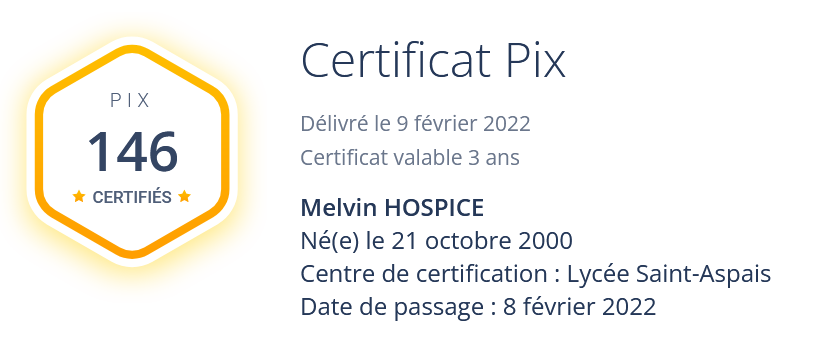 PIX
146
CERTIFIÉS
Certificat Pix
Délivré le 9 février 2022
Certificat valable 3 ans
Melvin HOSPICE
Né(e) le 21 octobre 2000
Centre de certification : Lycée Saint-Aspais
Date de passage : 8 février 2022